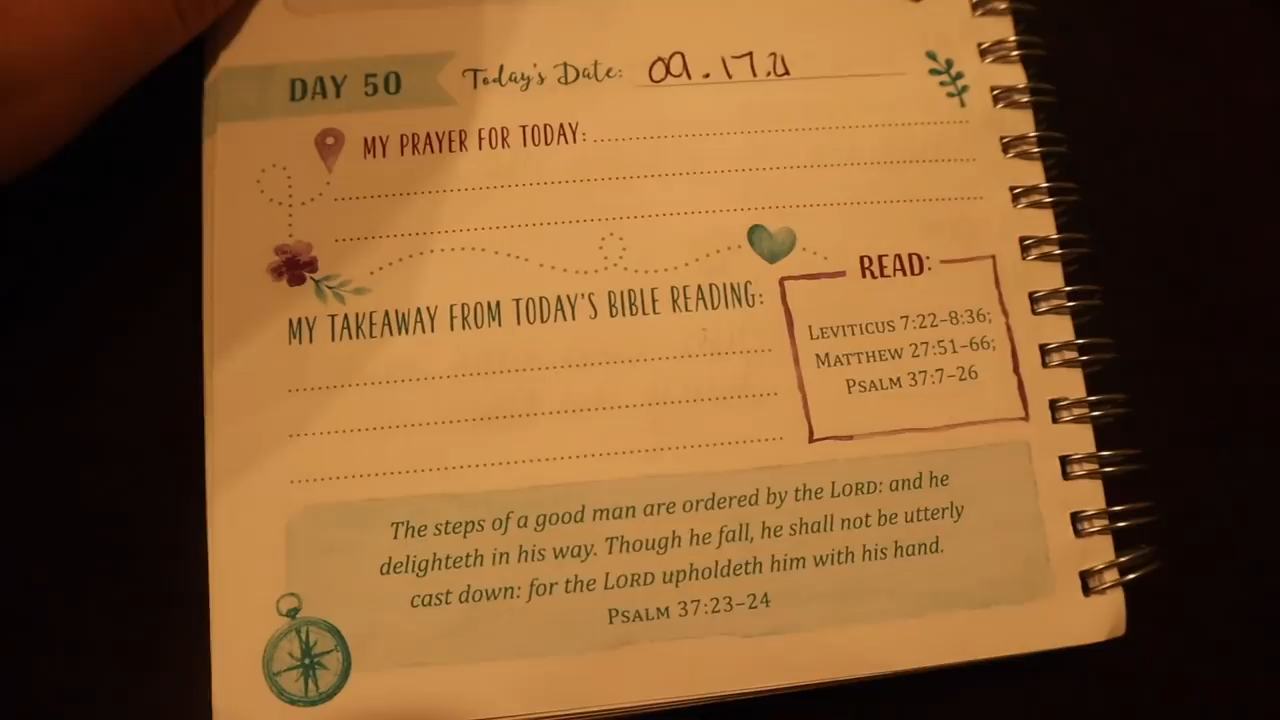 DAY 50 Today's Date: 09.17.21
MY PRAYER FOR TODAY:
READ:
MY TAKEAWAY FROM TODAY'S BIBLE READING:
LEVITICUS 7:22–8:36;
MATTHEW 27:51–66;
PSALM 37:7–26
The steps of a good man are ordered by the LORD: and he
delighteth in his way. Though he fall, he shall not be utterly
cast down: for the LORD upholdeth him with his hand.
PSALM 37:23–24